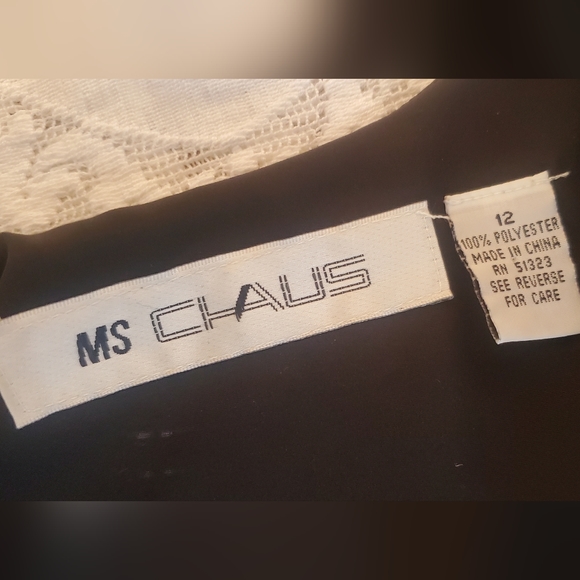 MS CHAUS
12
100% POLYESTER
MADE IN CHINA
RN 51323
SEE REVERSE
FOR CARE